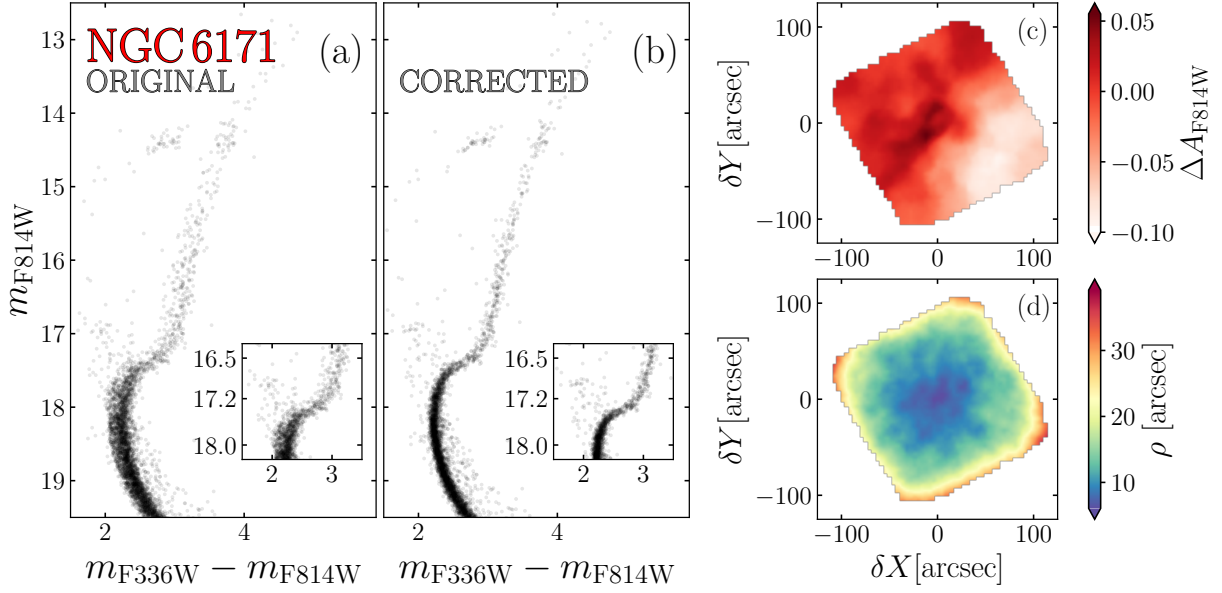 NGC 6171
ORIGINAL
(a)
13
14
15
16
17
18
19
m_F814W
2
4
m_F336W − m_F814W
16.5
17.2
18.0
2
3
CORRECTED
(b)
2
4
m_F336W − m_F814W
16.5
17.2
18.0
2
3
(c)
100
0
−100
δY [arcsec]
−100
0
100
0.05
0.00
−0.05
−0.10
ΔA_F814W
(d)
100
0
−100
δY [arcsec]
−100
0
100
δX [arcsec]
30
20
10
ρ [arcsec]